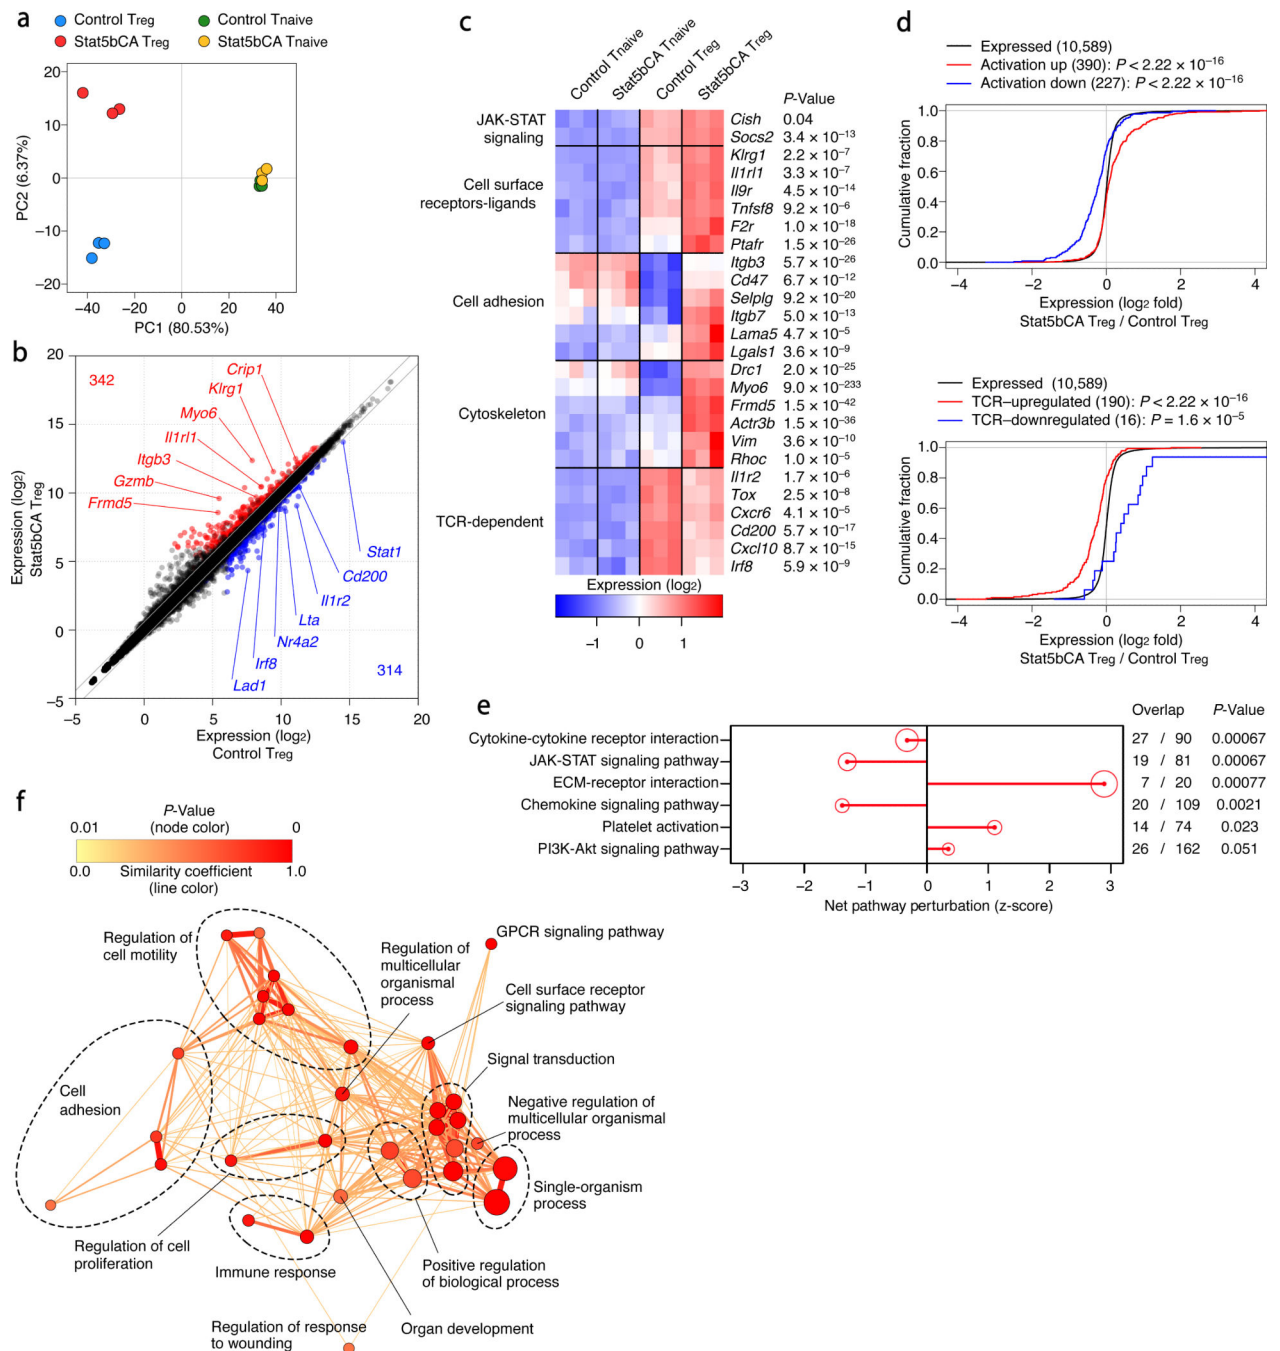 a
Control Treg
Control Tnaive
Stat5bCA Treg
Stat5bCA Tnaive
20
10
0
−10
−20
PC2 (6.37%)
−40
−20
0
20
40
PC1 (80.53%)
b
20
15
10
5
0
−5
Expression (log2)
Stat5bCA Treg
342
Crip1
Klrg1
Myo6
Il1rl1
Itgb3
Gzmb
Frmd5
Stat1
Cd200
Il1r2
Lta
Nr4a2
Irf8
Lad1
314
−5
0
5
10
15
20
Expression (log2)
Control Treg
c
Control Tnaive
Stat5bCA Tnaive
Control Treg
Stat5bCA Treg
P-Value
JAK-STAT
signaling
Cell surface
receptors-ligands
Cell adhesion
Cytoskeleton
TCR-dependent
Cish 0.04
Socs2 3.4 × 10−13
Klrg1 2.2 × 10−7
Il1rl1 3.3 × 10−7
Il9r 4.5 × 10−14
Tnfsf8 9.2 × 10−6
F2r 1.0 × 10−18
Ptafr 1.5 × 10−26
Itgb3 5.7 × 10−26
Cd47 6.7 × 10−12
Selplg 9.2 × 10−20
Itgb7 5.0 × 10−13
Lama5 4.7 × 10−5
Lgals1 3.6 × 10−9
Drc1 2.0 × 10−25
Myo6 9.0 × 10−233
Frmd5 1.5 × 10−42
Actr3b 1.5 × 10−36
Vim 3.6 × 10−10
Rhoc 1.0 × 10−5
Il1r2 1.7 × 10−6
Tox 2.5 × 10−8
Cxcr6 4.1 × 10−5
Cd200 5.7 × 10−17
Cxcl10 8.7 × 10−15
Irf8 5.9 × 10−9
Expression (log2)
−1
0
1
d
Expressed (10,589)
Activation up (390): P < 2.22 × 10−16
Activation down (227): P < 2.22 × 10−16
1.0
0.8
0.6
0.4
0.2
0.0
Cumulative fraction
−4
−2
0
2
4
Expression (log2 fold)
Stat5bCA Treg / Control Treg
Expressed (10,589)
TCR–upregulated (190): P < 2.22 × 10−16
TCR–downregulated (16): P = 1.6 × 10−5
1.0
0.8
0.6
0.4
0.2
0.0
Cumulative fraction
−4
−2
0
2
4
Expression (log2 fold)
Stat5bCA Treg / Control Treg
e
Overlap P-Value
Cytokine-cytokine receptor interaction 27 / 90 0.00067
JAK-STAT signaling pathway 19 / 81 0.00067
ECM-receptor interaction 7 / 20 0.00077
Chemokine signaling pathway 20 / 109 0.0021
Platelet activation 14 / 74 0.023
PI3K-Akt signaling pathway 26 / 162 0.051
−3
−2
−1
0
1
2
3
Net pathway perturbation (z-score)
f
P-Value
0.01 (node color) 0
0.0 Similarity coefficient 1.0
(line color)
Regulation of
cell motility
Regulation of
multicellular
organismal
process
GPCR signaling pathway
Cell surface receptor
signaling pathway
Signal transduction
Cell
adhesion
Negative regulation of
multicellular organismal
process
Single-organism
process
Regulation of cell
proliferation
Immune response
Positive regulation
of biological process
Organ development
Regulation of response
to wounding